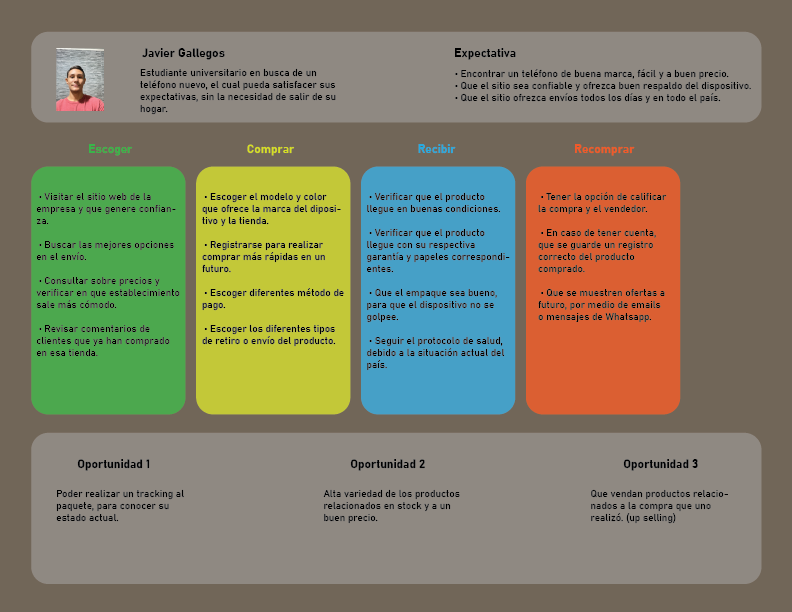 Javier Gallegos
Estudiante universitario en busca de un
teléfono nuevo, el cual pueda satisfacer sus
expectativas, sin la necesidad de salir de su
hogar.
Expectativa
• Encontrar un teléfono de buena marca, fácil y a buen precio.
• Que el sitio sea confiable y ofrezca buen respaldo del dispositivo.
• Que el sitio ofrezca envíos todos los días y en todo el país.
Escoger
• Visitar el sitio web de la
empresa y que genere confian-
za.
• Buscar las mejores opciones
en el envío.
• Consultar sobre precios y
verificar en que establecimiento
sale más cómodo.
• Revisar comentarios de
clientes que ya han comprado
en esa tienda.
Comprar
• Escoger el modelo y color
que ofrece la marca del diposi-
tivo y la tienda.
• Registrarse para realizar
comprar más rápidas en un
futuro.
• Escoger diferentes método de
pago.
• Escoger los diferentes tipos
de retiro o envío del producto.
Recibir
• Verificar que el producto
llegue en buenas condiciones.
• Verificar que el producto
llegue con su respectiva
garantía y papeles correspondi-
entes.
• Que el empaque sea bueno,
para que el dispositivo no se
golpee.
• Seguir el protocolo de salud,
debido a la situación actual del
país.
Recomprar
• Tener la opción de calificar
la compra y el vendedor.
• En caso de tener cuenta,
que se guarde un registro
correcto del producto
comprado.
• Que se muestren ofertas a
futuro, por medio de emails
o mensajes de Whatsapp.
Oportunidad 1
Poder realizar un tracking al
paquete, para conocer su
estado actual.
Oportunidad 2
Alta variedad de los productos
relacionados en stock y a un
buen precio.
Oportunidad 3
Que vendan productos relacio-
nados a la compra que uno
realizó. (up selling)